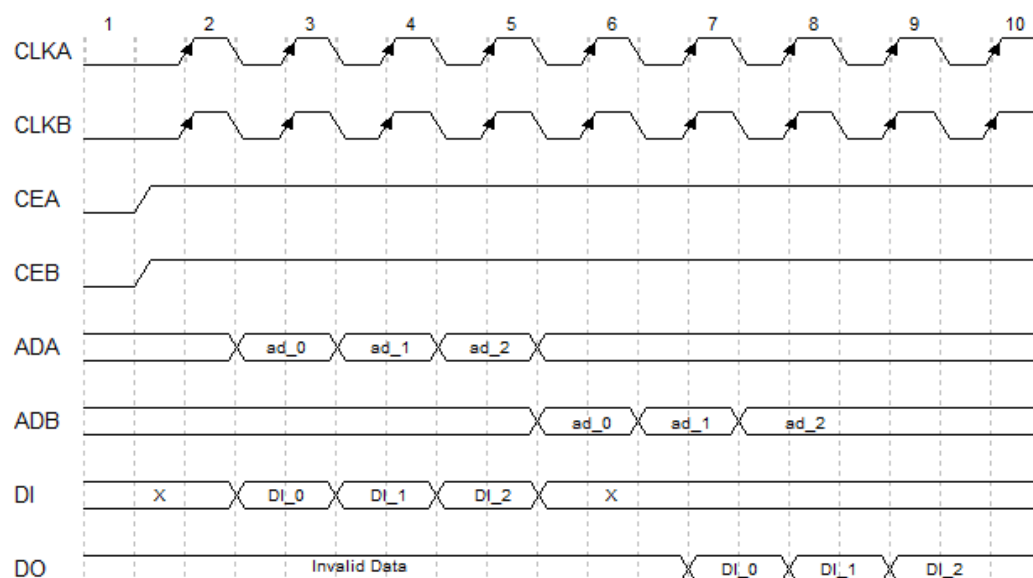 1 2 3 4 5 6 7 8 9 10
CLKA
CLKB
CEA
CEB
ADA ad_0 ad_1 ad_2
ADB ad_0 ad_1 ad_2
DI X DI_0 DI_1 DI_2 X
DO Invalid Data DI_0 DI_1 DI_2